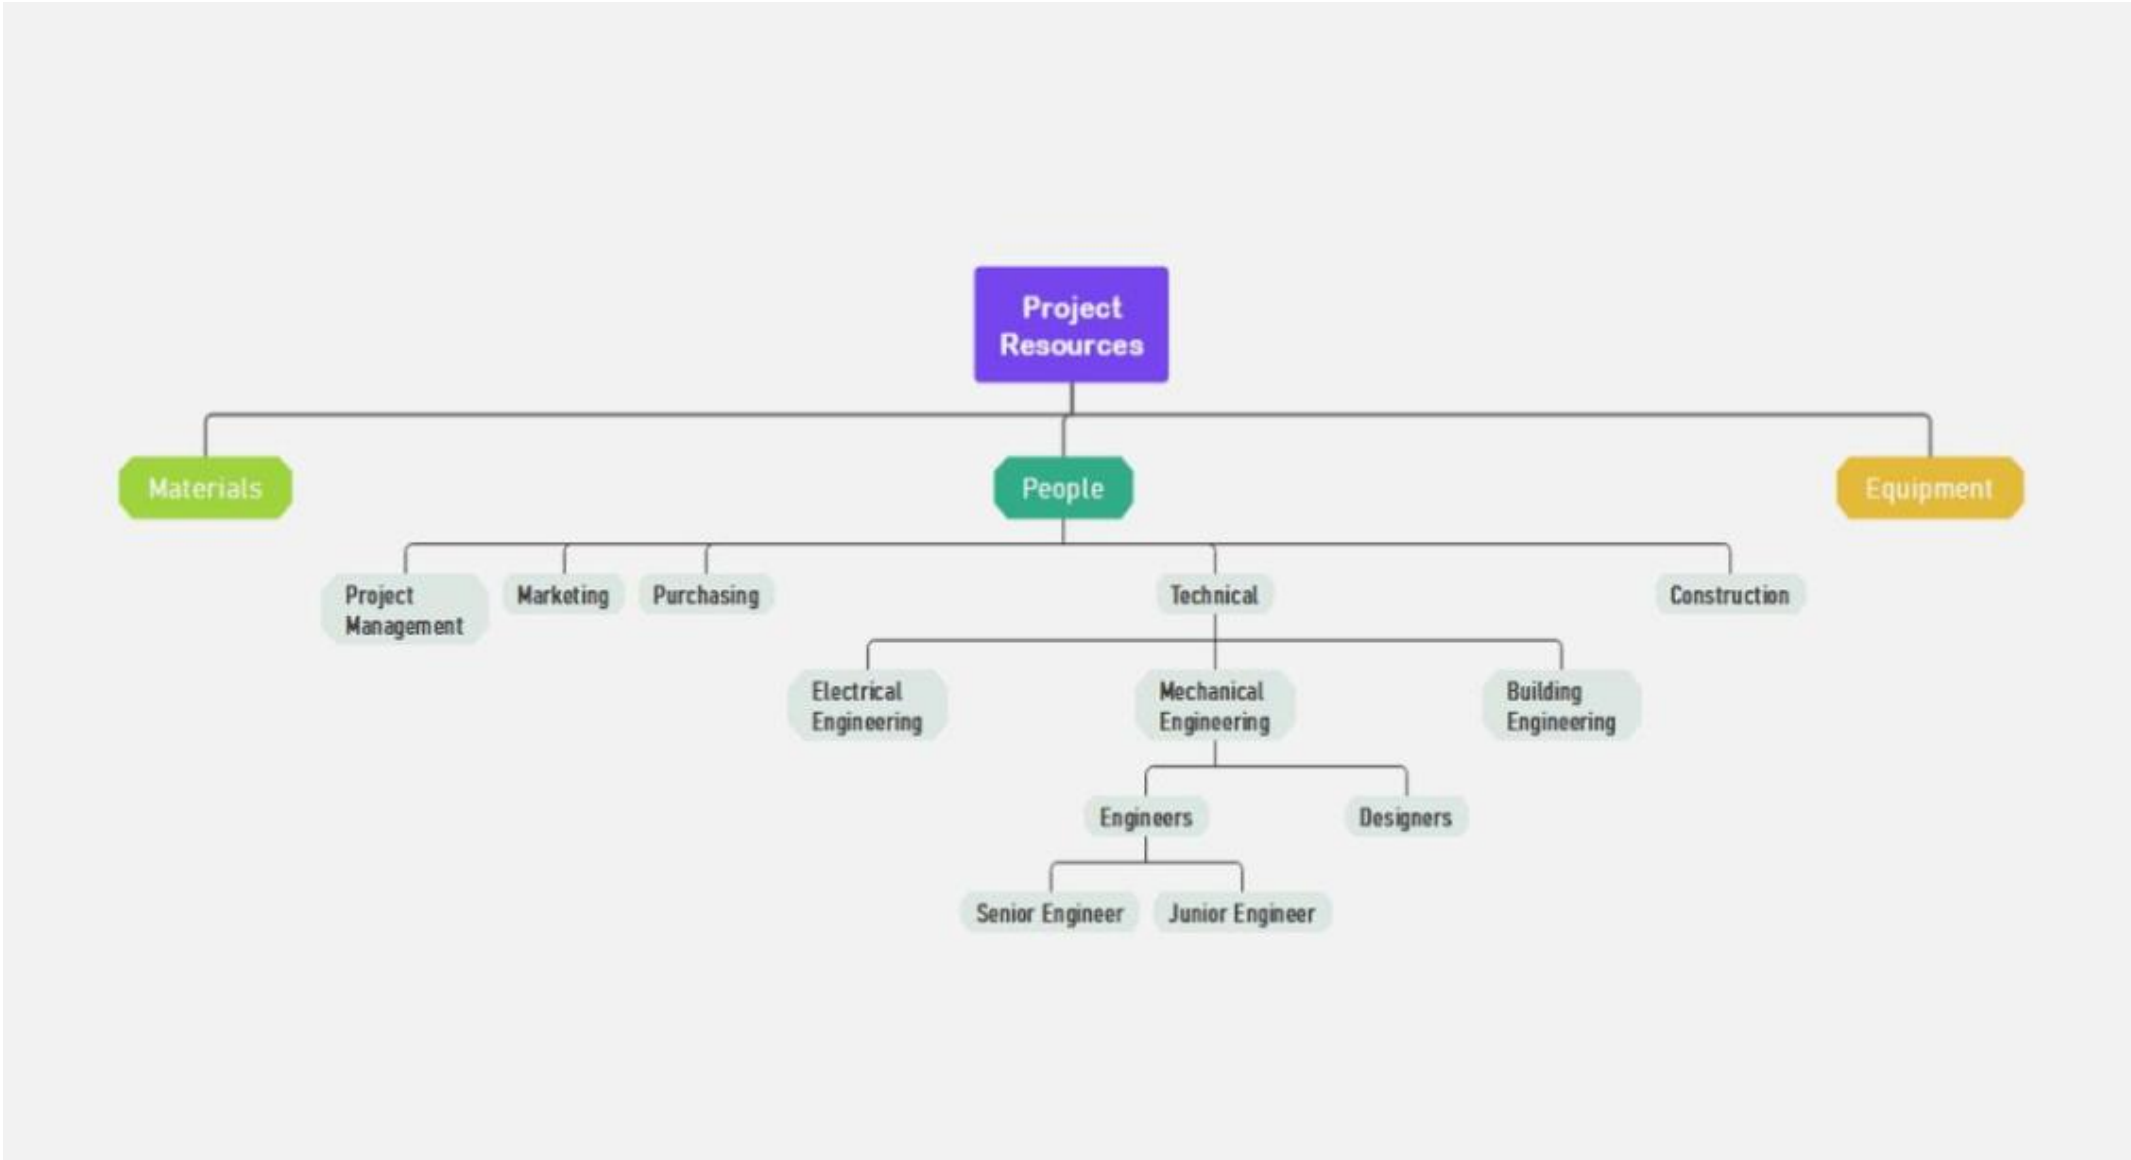 Project
Resources
Materials
People
Equipment
Project
Management
Marketing
Purchasing
Technical
Construction
Electrical
Engineering
Mechanical
Engineering
Building
Engineering
Engineers
Designers
Senior Engineer
Junior Engineer